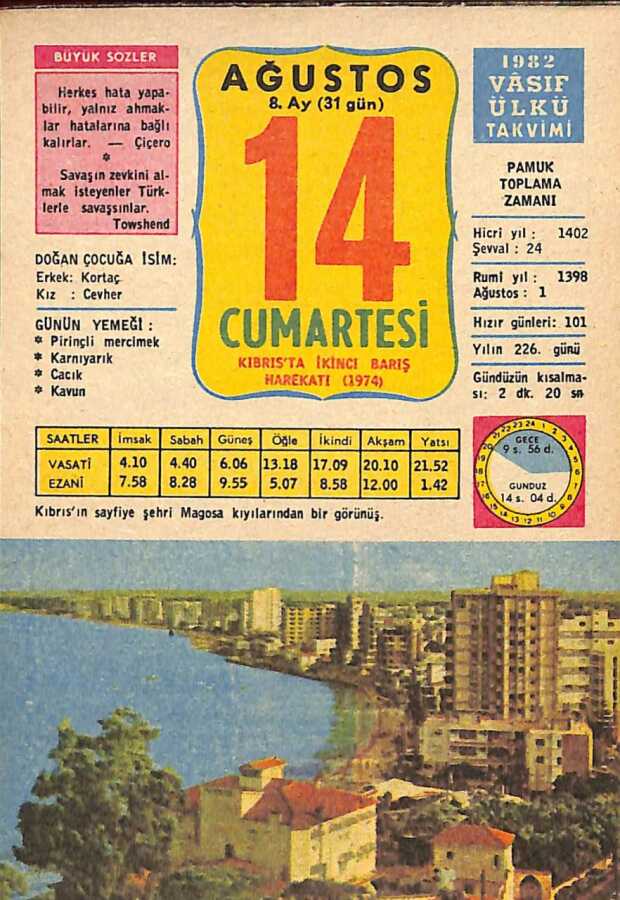 BÜYÜK SÖZLER
Herkes hata yapa-
bilir, yalnız ahmak-
lar hatalarına bağlı
kalırlar. — Çiçero
*
Savaşın zevkini al-
mak isteyenler Türk-
lerle savaşsınlar.
Towshend
DOĞAN ÇOCUĞA İSİM:
Erkek: Kortaç
Kız : Cevher
GÜNÜN YEMEĞİ :
* Pirinçli mercimek
* Karnıyarık
* Cacık
* Kavun
AĞUSTOS
8. Ay (31 gün)
14
CUMARTESİ
KIBRIS'TA İKİNCİ BARIŞ
HAREKATI (1974)
1982
VÂSIF
ÜLKÜ
TAKVİMİ
PAMUK
TOPLAMA
ZAMANI
Hicri yıl : 1402
Şevval : 24
Rumî yıl : 1398
Ağustos : 1
Hızır günleri: 101
Yılın 226. günü
Gündüzün kısalma-
sı: 2 dk. 20 sn
SAATLER İmsak Sabah Güneş Öğle İkindi Akşam Yatsı
VASATİ 4.10 4.40 6.06 13.18 17.09 20.10 21.52
EZANİ 7.58 8.28 9.55 5.07 8.58 12.00 1.42
GECE
9 s. 56 d.
GÜNDÜZ
14 s. 04 d.
Kıbrıs'ın sayfiye şehri Magosa kıyılarından bir görünüş.